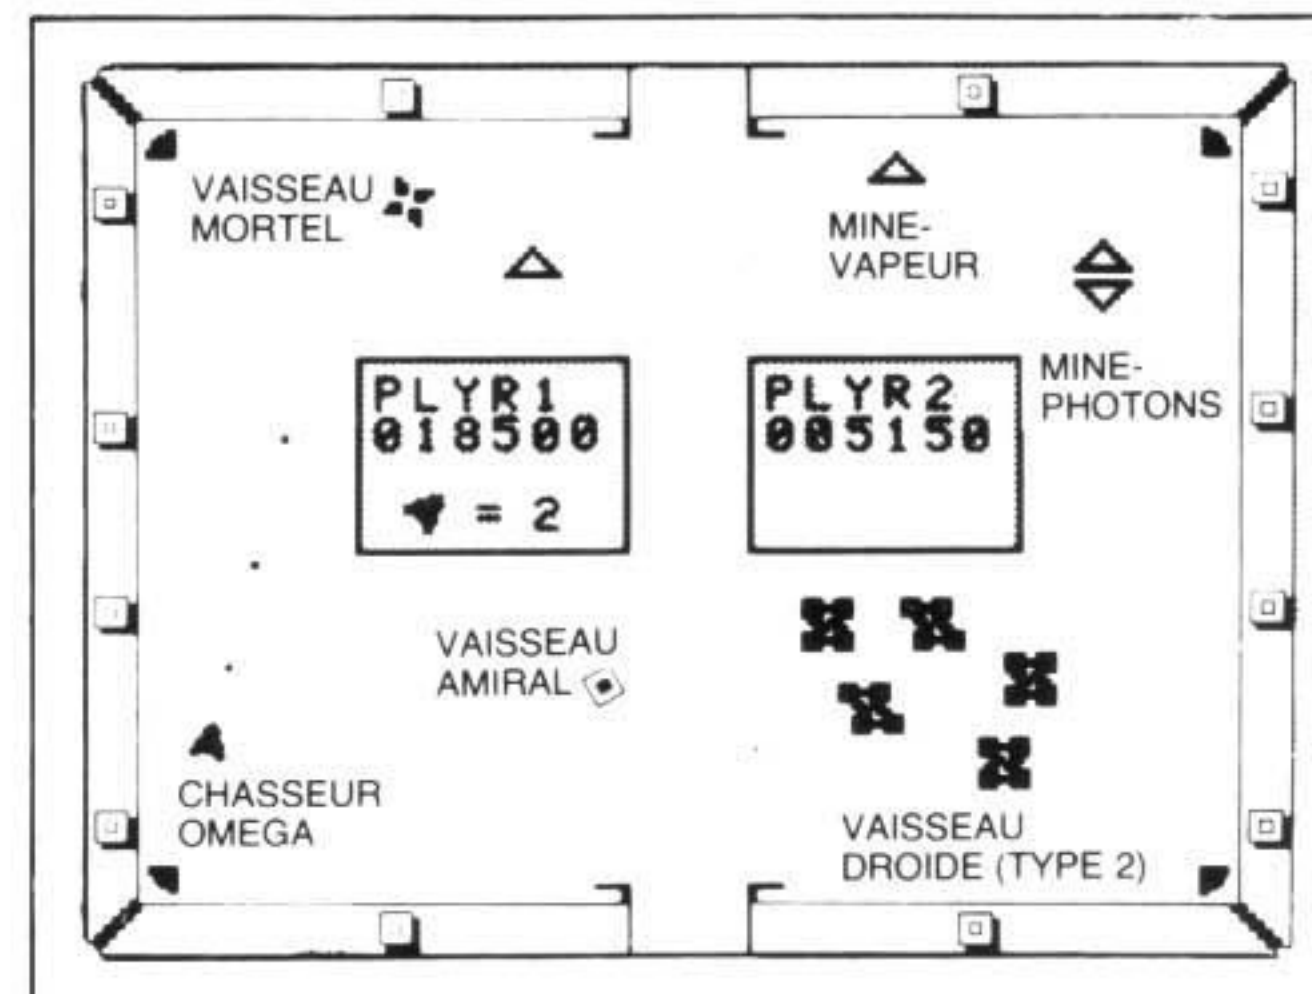 VAISSEAU
MORTEL
MINE-
VAPEUR
MINE-
PHOTONS
PLYR1
018500
= 2
PLYR2
005150
VAISSEAU
AMIRAL
CHASSEUR
OMEGA
VAISSEAU
DROIDE (TYPE 2)